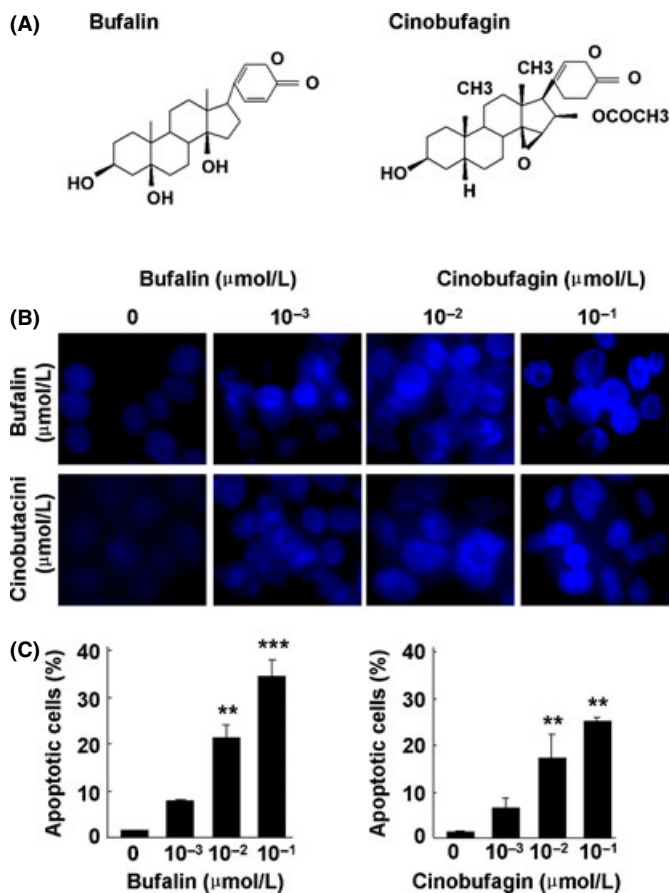 (A) Bufalin Cinobufagin
O
O
HO
OH
OH
CH3
CH3
O
O
OCOCH3
HO
H
O
Bufalin (µmol/L) Cinobufagin (µmol/L)
(B) 0 10⁻³ 10⁻² 10⁻¹
Bufalin
(µmol/L)
Cinobutacini
(µmol/L)
(C)
Apoptotic cells (%)
40
30
20
10
0
**
***
0 10⁻³ 10⁻² 10⁻¹
Bufalin (µmol/L)
Apoptotic cells (%)
40
30
20
10
0
**
**
0 10⁻³ 10⁻² 10⁻¹
Cinobufagin (µmol/L)